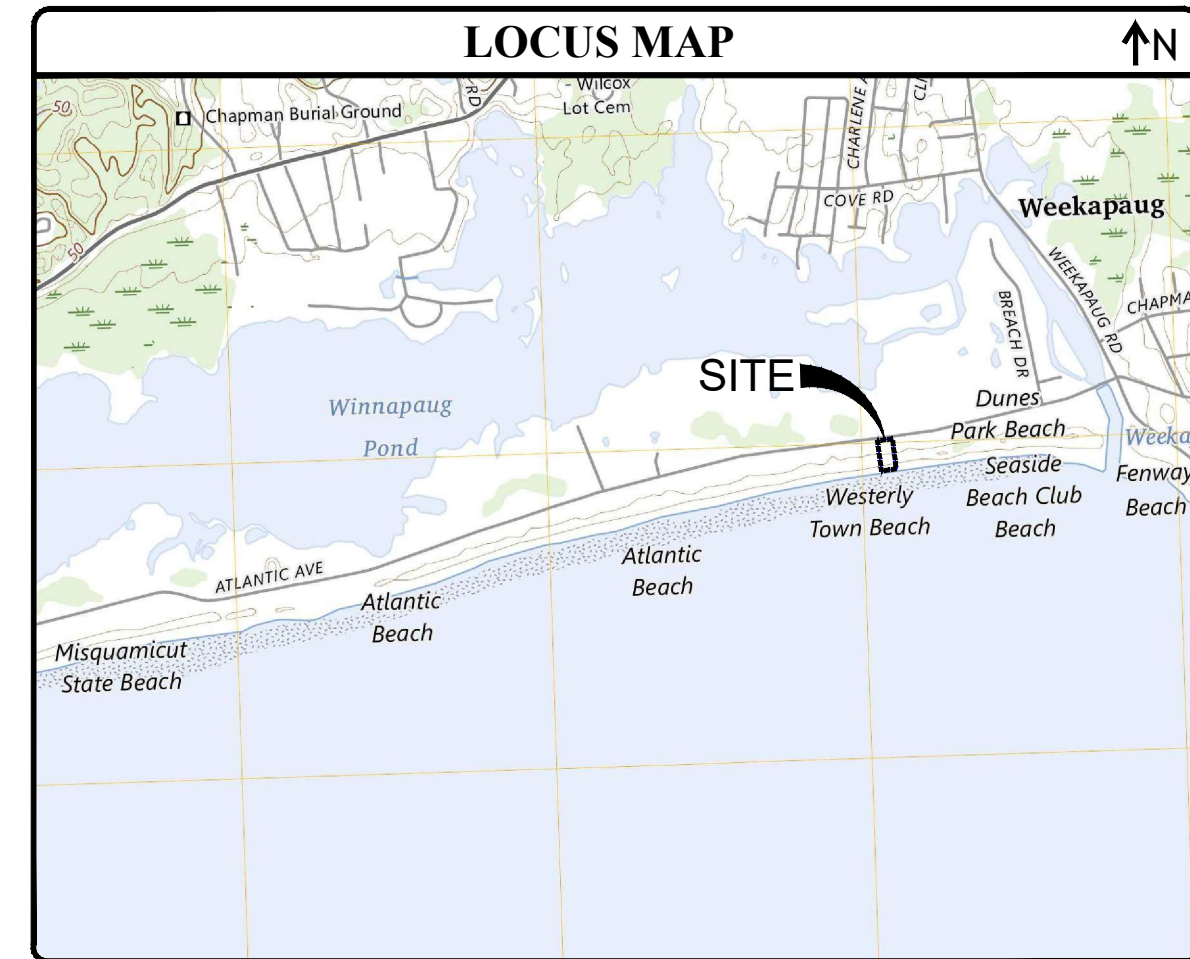 LOCUS MAP
N
50
Chapman Burial Ground
RD
- Wilcox
Lot Cem
CHARLENE A
COVE RD
Weekapaug
50
WEEKAPAUG RD
CHAPMA
BREACH DR
SITE
Winnapaug
Pond
Dunes
Park Beach
Weeka
Seaside
Beach Club
Beach
Fenway
Beach
Westerly
Town Beach
Atlantic
Beach
ATLANTIC AVE
Atlantic
Beach
Misquamicut
State Beach